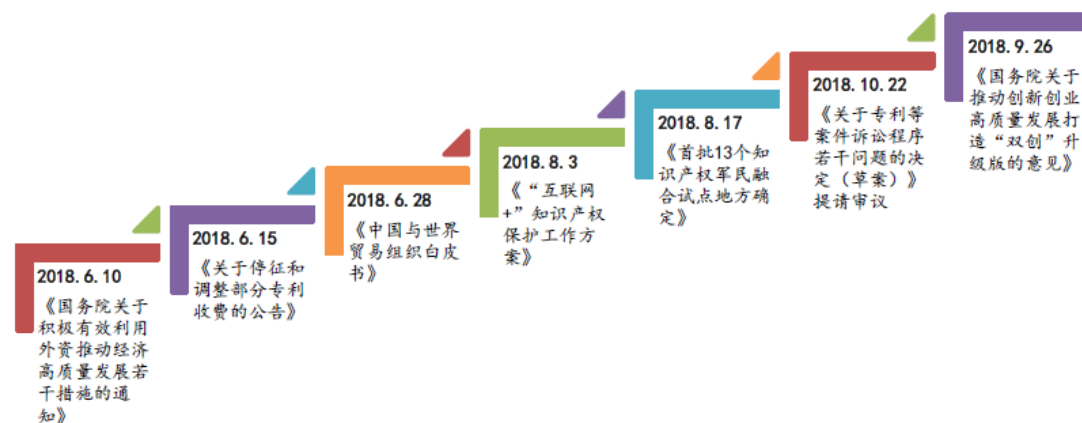 2018.6.10
《国务院关于
积极有效利用
外资推动经济
高质量发展若
干措施的通
知》
2018.6.15
《关于停征和
调整部分专利
收费的公告》
2018.6.28
《中国与世界
贸易组织白皮
书》
2018.8.3
《“互联网
+”知识产权
保护工作方
案》
2018.8.17
《首批13个知
识产权军民融
合试点地方确
定》
2018.10.22
《关于专利等
案件诉讼程序
若干问题的决
定（草案）》
提请审议
2018.9.26
《国务院关于
推动创新创业
高质量发展打
造“双创”升
级版的意见》